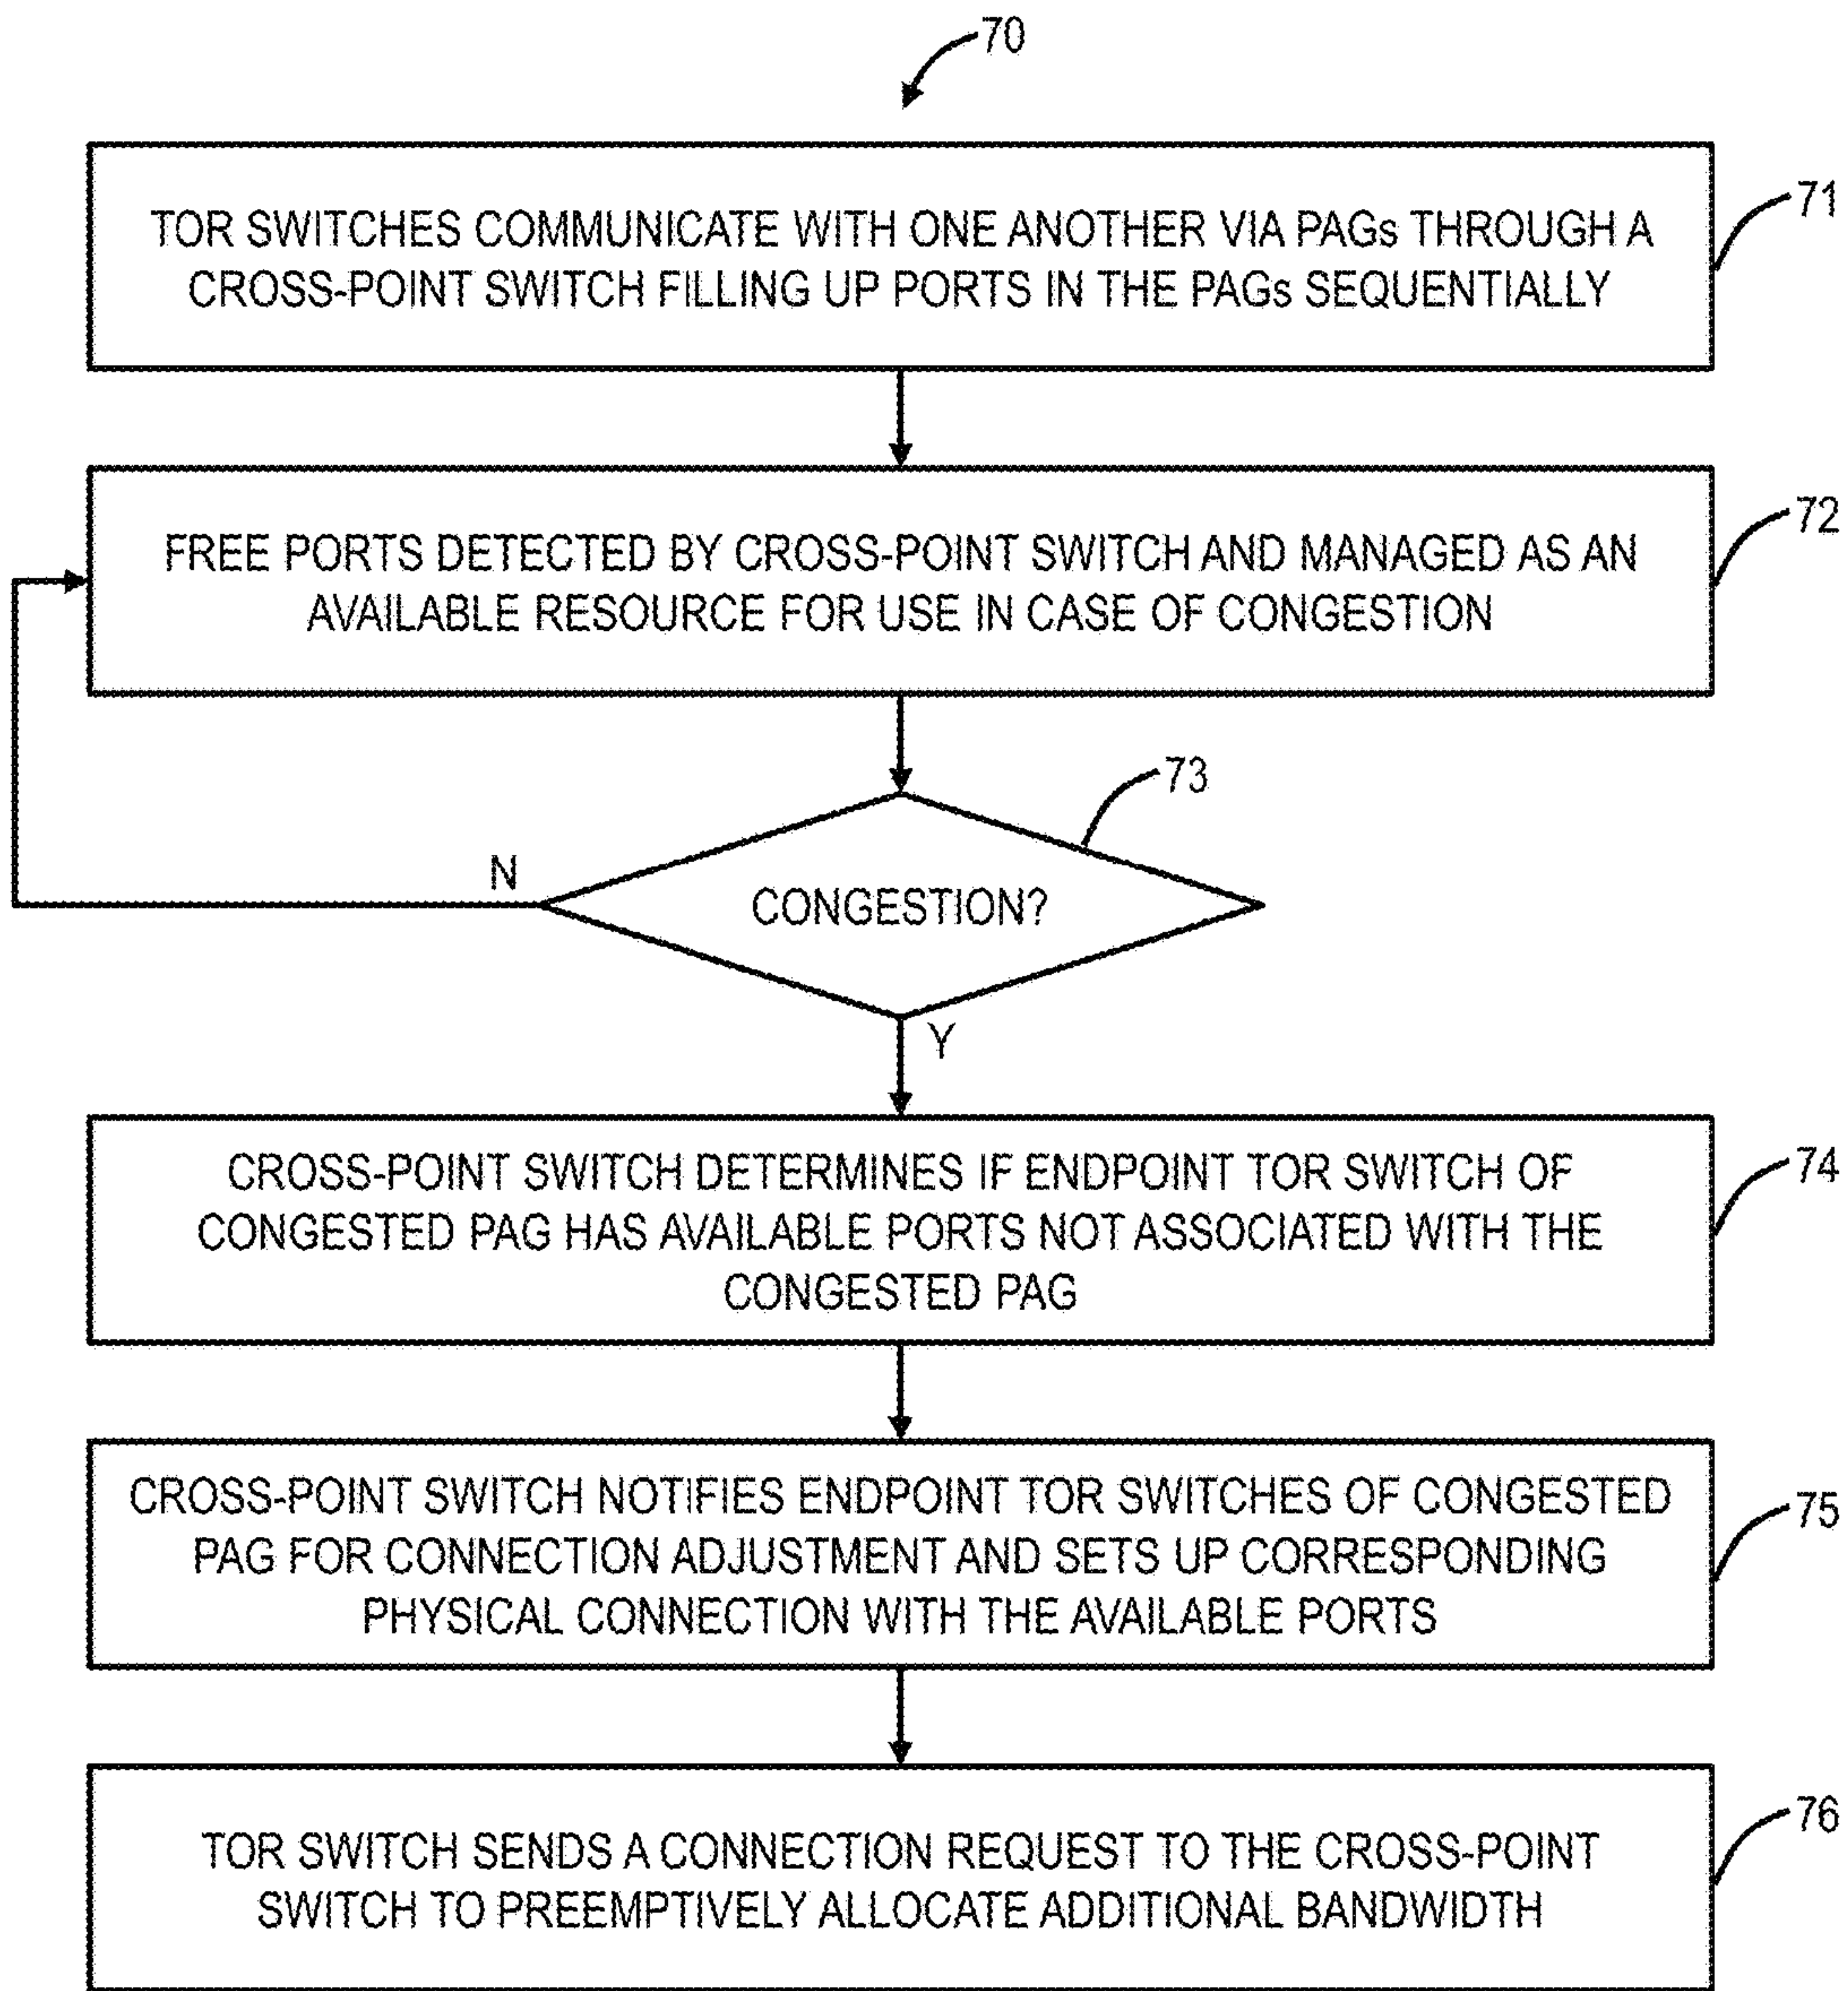 70
TOR SWITCHES COMMUNICATE WITH ONE ANOTHER VIA PAGs THROUGH A
CROSS-POINT SWITCH FILLING UP PORTS IN THE PAGs SEQUENTIALLY
71
FREE PORTS DETECTED BY CROSS-POINT SWITCH AND MANAGED AS AN
AVAILABLE RESOURCE FOR USE IN CASE OF CONGESTION
72
73
N
CONGESTION?
Y
CROSS-POINT SWITCH DETERMINES IF ENDPOINT TOR SWITCH OF
CONGESTED PAG HAS AVAILABLE PORTS NOT ASSOCIATED WITH THE
CONGESTED PAG
74
CROSS-POINT SWITCH NOTIFIES ENDPOINT TOR SWITCHES OF CONGESTED
PAG FOR CONNECTION ADJUSTMENT AND SETS UP CORRESPONDING
PHYSICAL CONNECTION WITH THE AVAILABLE PORTS
75
TOR SWITCH SENDS A CONNECTION REQUEST TO THE CROSS-POINT
SWITCH TO PREEMPTIVELY ALLOCATE ADDITIONAL BANDWIDTH
76